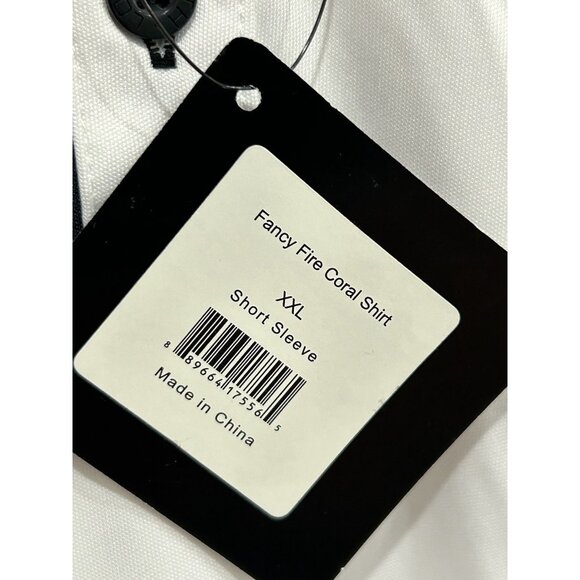 Fancy Fire Coral Shirt
XXL
Short Sleeve
8 89664 17556 5
Made in China